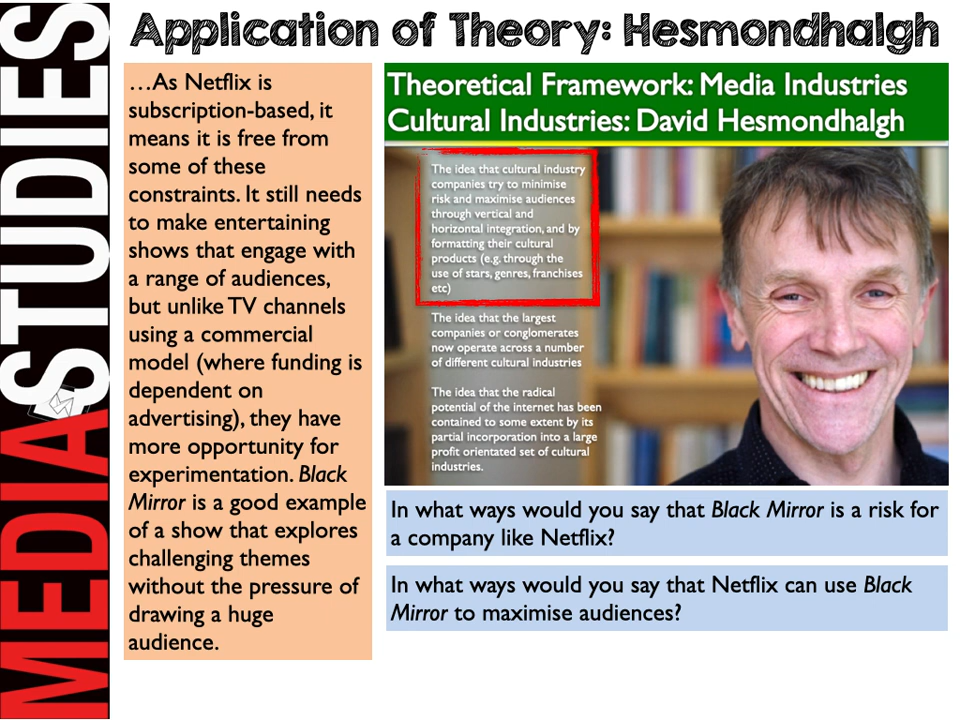 MEDIA STUDIES
Application of Theory: Hesmondhalgh
…As Netflix is
subscription-based, it
means it is free from
some of these
constraints. It still needs
to make entertaining
shows that engage with
a range of audiences,
but unlike TV channels
using a commercial
model (where funding is
dependent on
advertising), they have
more opportunity for
experimentation. Black
Mirror is a good example
of a show that explores
challenging themes
without the pressure of
drawing a huge
audience.
Theoretical Framework: Media Industries
Cultural Industries: David Hesmondhalgh
The idea that cultural industry
companies try to minimise
risk and maximise audiences
through vertical and
horizontal integration, and by
formatting their cultural
products (e.g. through the
use of stars, genres, franchises
etc)
The idea that the largest
companies or conglomerates
now operate across a number
of different cultural industries
The idea that the radical
potential of the internet has been
contained to some extent by its
partial incorporation into a large
profit orientated set of cultural
industries.
In what ways would you say that Black Mirror is a risk for
a company like Netflix?
In what ways would you say that Netflix can use Black
Mirror to maximise audiences?